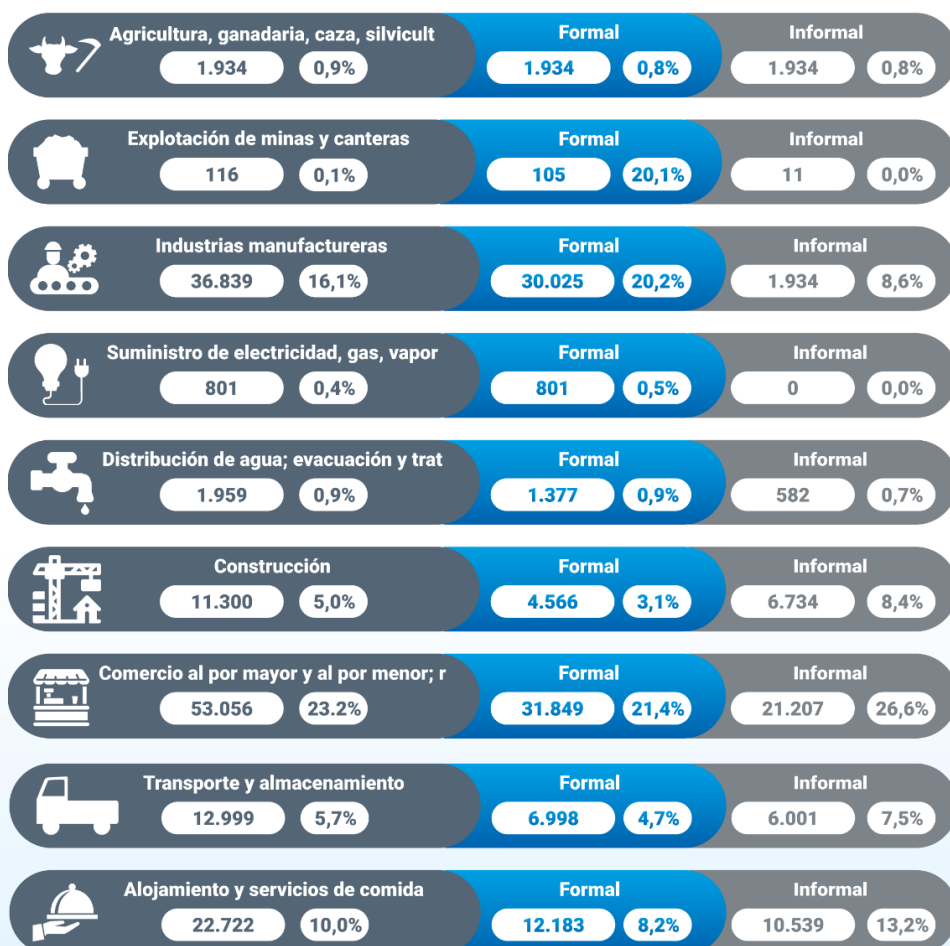 Agricultura, ganadaria, caza, silvicult
1.934 0,9%
Formal
1.934 0,8%
Informal
1.934 0,8%
Explotación de minas y canteras
116 0,1%
Formal
105 20,1%
Informal
11 0,0%
Industrias manufactureras
36.839 16,1%
Formal
30.025 20,2%
Informal
1.934 8,6%
Suministro de electricidad, gas, vapor
801 0,4%
Formal
801 0,5%
Informal
0 0,0%
Distribución de agua; evacuación y trat
1.959 0,9%
Formal
1.377 0,9%
Informal
582 0,7%
Construcción
11.300 5,0%
Formal
4.566 3,1%
Informal
6.734 8,4%
Comercio al por mayor y al por menor; r
53.056 23.2%
Formal
31.849 21,4%
Informal
21.207 26,6%
Transporte y almacenamiento
12.999 5,7%
Formal
6.998 4,7%
Informal
6.001 7,5%
Alojamiento y servicios de comida
22.722 10,0%
Formal
12.183 8,2%
Informal
10.539 13,2%